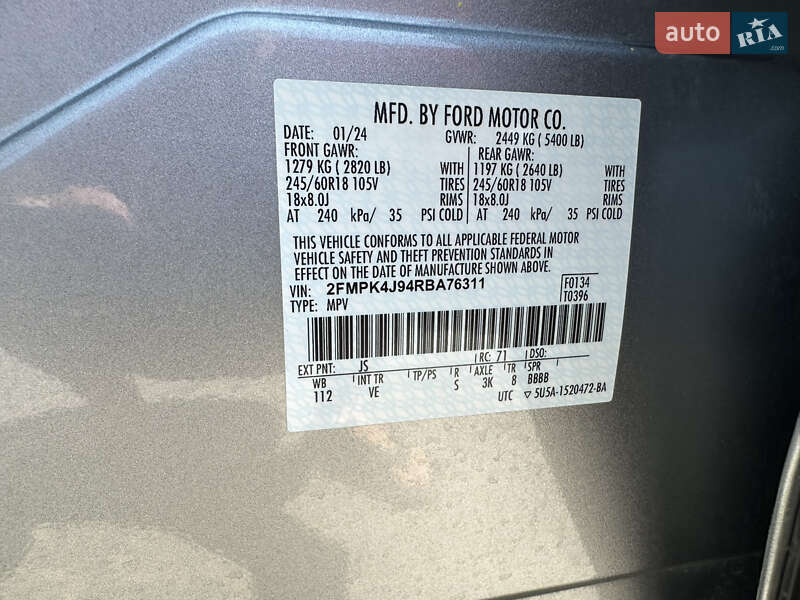 auto RIA
MFD. BY FORD MOTOR CO.
DATE: 01/24 GVWR: 2449 KG ( 5400 LB)
FRONT GAWR: REAR GAWR:
1279 KG ( 2820 LB) WITH 1197 KG ( 2640 LB) WITH
245/60R18 105V TIRES 245/60R18 105V TIRES
18x8.0J RIMS 18x8.0J RIMS
AT 240 kPa/ 35 PSI COLD AT 240 kPa/ 35 PSI COLD
THIS VEHICLE CONFORMS TO ALL APPLICABLE FEDERAL MOTOR
VEHICLE SAFETY AND THEFT PREVENTION STANDARDS IN
EFFECT ON THE DATE OF MANUFACTURE SHOWN ABOVE.
VIN: 2FMPK4J94RBA76311 F0134
TYPE: MPV T0396
EXT PNT: JS RC: 71 DSO:
WB INT TR TP/PS R AXLE TR SPR
112 VE S 3K 8 BBBB
UTC ▽ 5U5A-1520472-BA